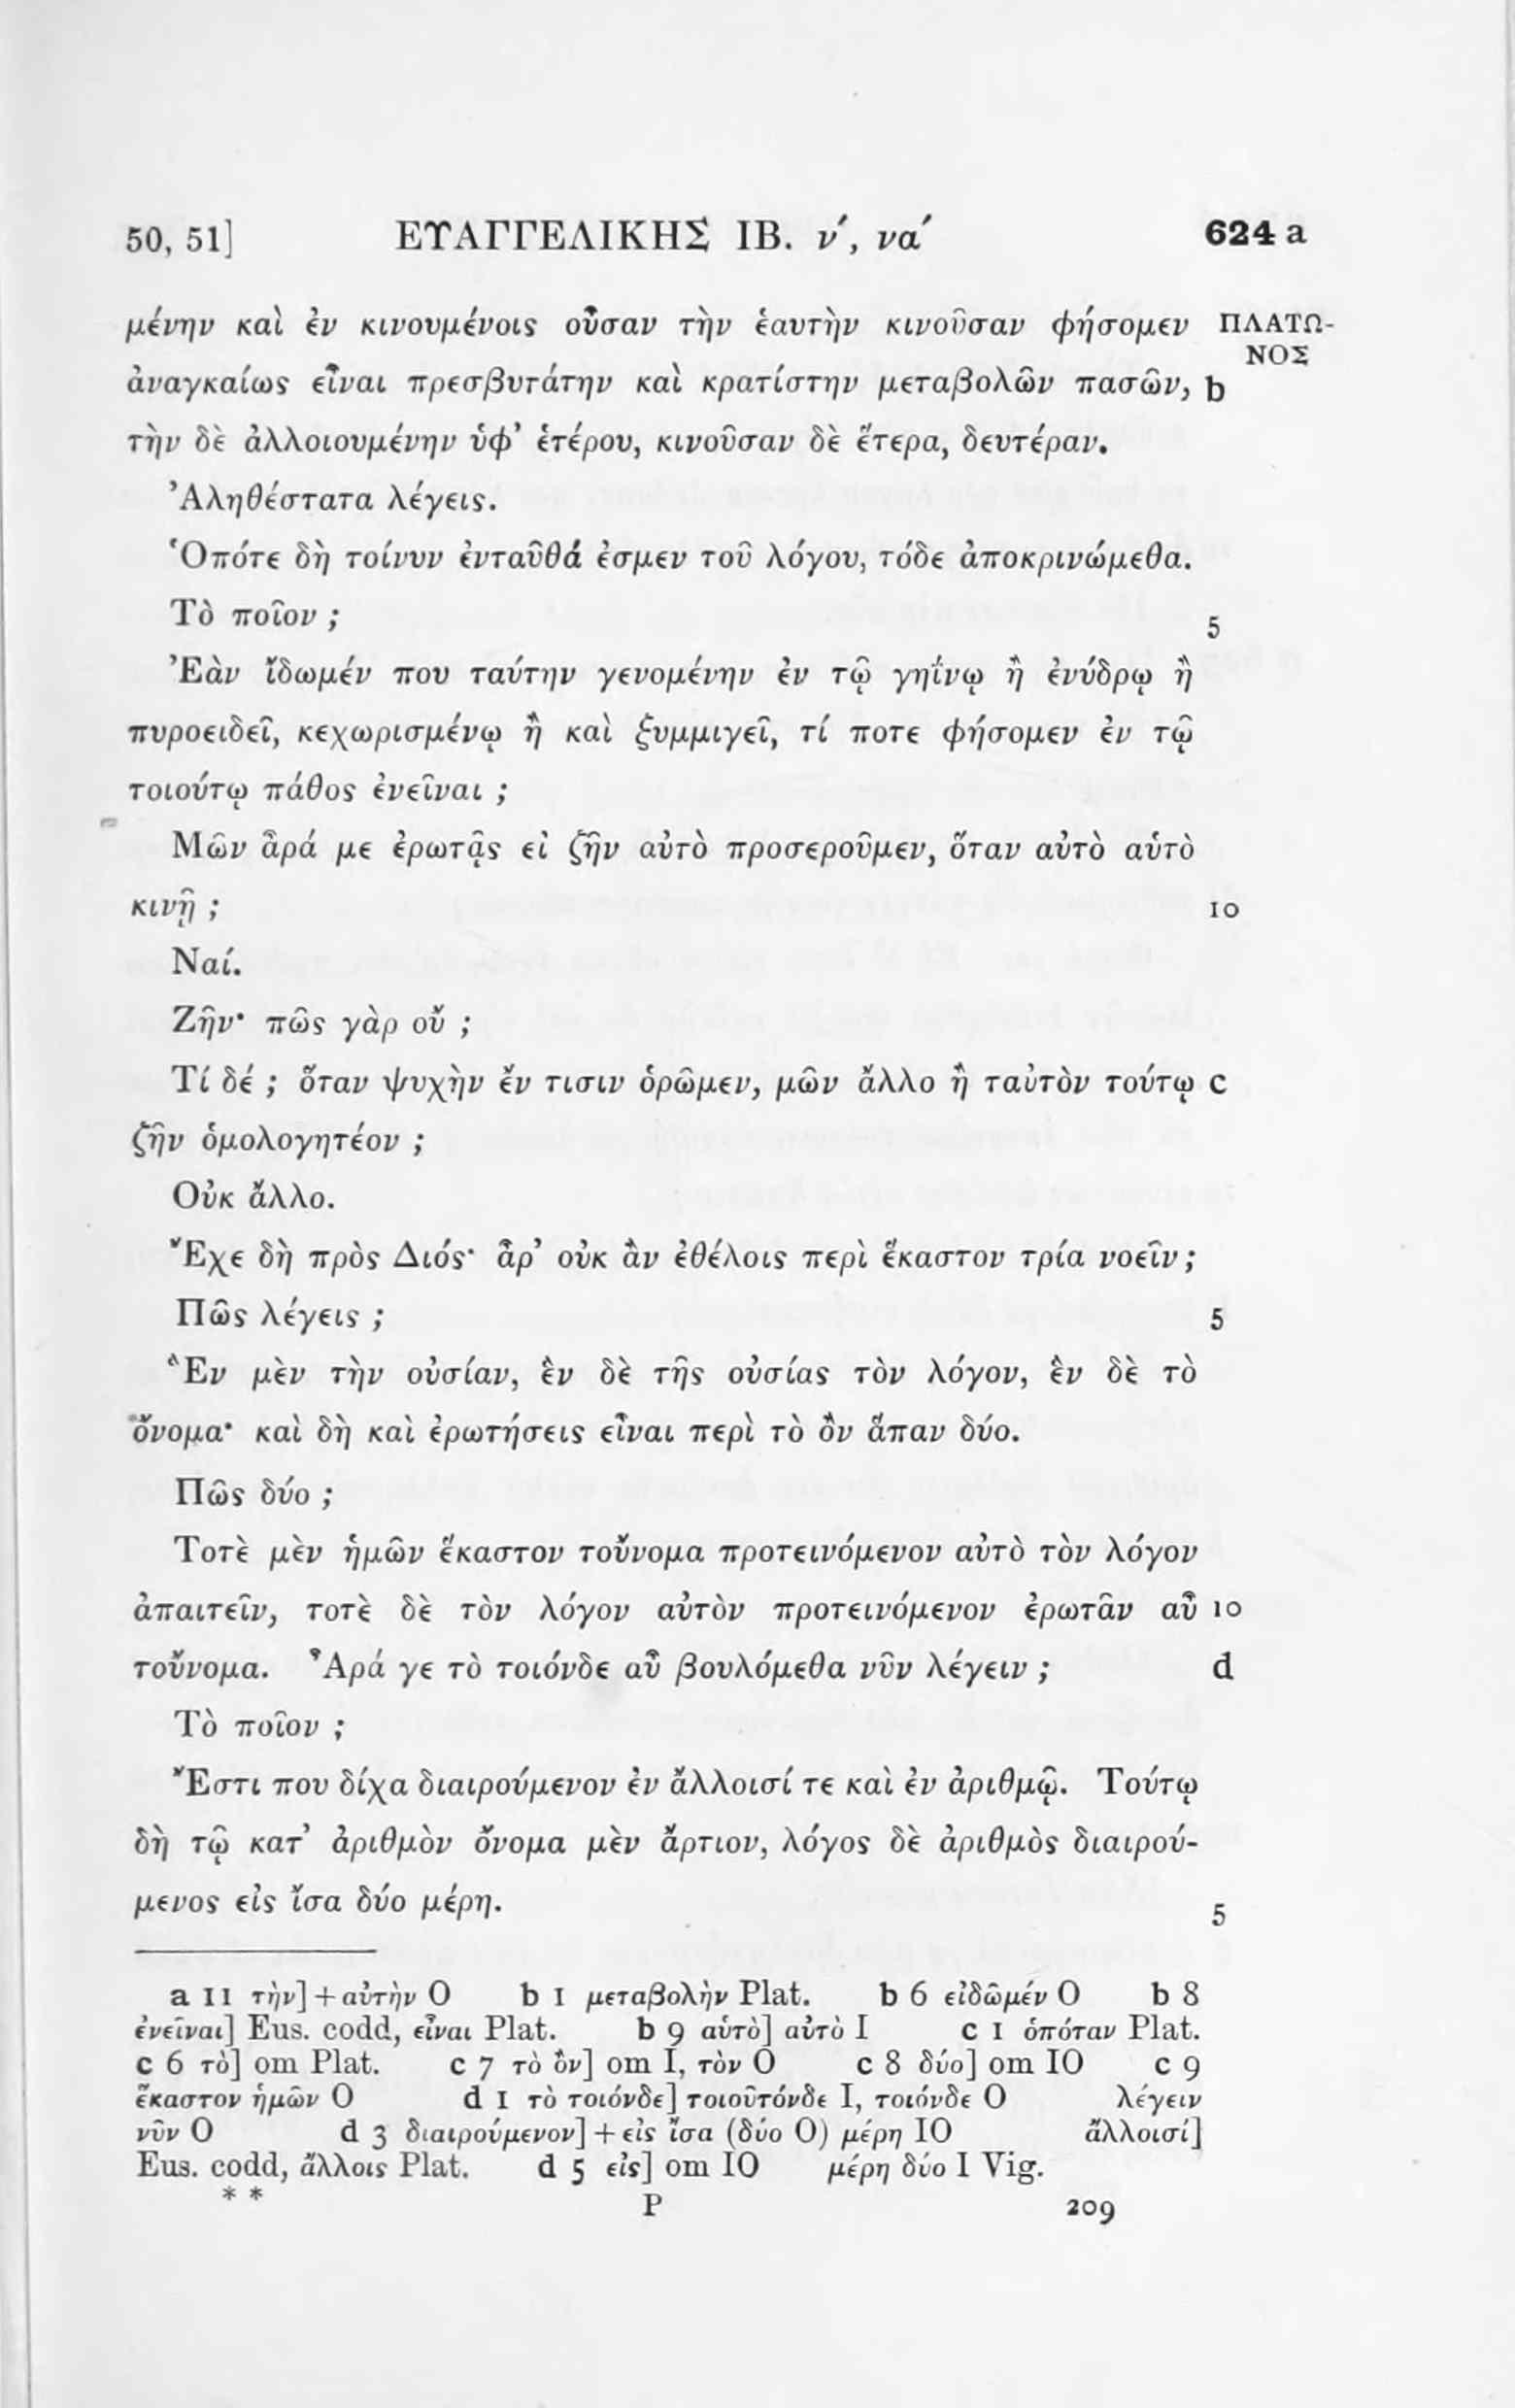 50, 51] ΕΥΑΓΓΕΛΙΚΗΣ ΙΒ. ν´, να´ 624 a
μένην καὶ ἐν κινουμένοις οὖσαν τὴν ἑαυτὴν κινοῦσαν φήσομεν ΠΛΑΤΩ-
ΝΟΣ
ἀναγκαίως εἶναι πρεσβυτάτην καὶ κρατίστην μεταβολῶν πασῶν, b
τὴν δὲ ἀλλοιουμένην ὑφ’ ἑτέρου, κινοῦσαν δὲ ἕτερα, δευτέραν.
Ἀληθέστατα λέγεις.
Ὁπότε δὴ τοίνυν ἐνταῦθά ἐσμεν τοῦ λόγου, τόδε ἀποκρινώμεθα.
Τὸ ποῖον ; 5
Ἐὰν ἴδωμέν που ταύτην γενομένην ἐν τῷ γηΐνῳ ἢ ἐνύδρῳ ἢ
πυροειδεῖ, κεχωρισμένῳ ἢ καὶ ξυμμιγεῖ, τί ποτε φήσομεν ἐν τῷ
τοιούτῳ πάθος ἐνεῖναι ;
Μῶν ἆρά με ἐρωτᾷς εἰ ζῆν αὐτὸ προσεροῦμεν, ὅταν αὐτὸ αὑτὸ
κινῇ ; 10
Ναί.
Ζῆν· πῶς γὰρ οὔ ;
Τί δέ ; ὅταν ψυχὴν ἔν τισιν ὁρῶμεν, μῶν ἄλλο ἢ ταὐτὸν τούτῳ c
ζῆν ὁμολογητέον ;
Οὐκ ἄλλο.
Ἔχε δὴ πρὸς Διός· ἆρ’ οὐκ ἂν ἐθέλοις περὶ ἕκαστον τρία νοεῖν ;
Πῶς λέγεις ; 5
Ἓν μὲν τὴν οὐσίαν, ἓν δὲ τῆς οὐσίας τὸν λόγον, ἓν δὲ τὸ
ὄνομα· καὶ δὴ καὶ ἐρωτήσεις εἶναι περὶ τὸ ὂν ἅπαν δύο.
Πῶς δύο ;
Τοτὲ μὲν ἡμῶν ἕκαστον τοὔνομα προτεινόμενον αὐτὸ τὸν λόγον
ἀπαιτεῖν, τοτὲ δὲ τὸν λόγον αὐτὸν προτεινόμενον ἐρωτᾶν αὖ 10
τοὔνομα. Ἆρά γε τὸ τοιόνδε αὖ βουλόμεθα νῦν λέγειν ; d
Τὸ ποῖον ;
Ἔστι που δίχα διαιρούμενον ἐν ἄλλοισί τε καὶ ἐν ἀριθμῷ. Τούτῳ
δὴ τῷ κατ’ ἀριθμὸν ὄνομα μὲν ἄρτιον, λόγος δὲ ἀριθμὸς διαιρού-
μενος εἰς ἴσα δύο μέρη. 5
a 11 τὴν] + αὐτὴν O b 1 μεταβολὴν Plat. b 6 εἰδῶμέν O b 8
ἐνεῖναι] Eus. codd, εἶναι Plat. b 9 αὑτὸ] αὐτὸ I c 1 ὁπόταν Plat.
c 6 τὸ] om Plat. c 7 τὸ ὂν] om I, τὸν O c 8 δύο] om IO c 9
ἕκαστον ἡμῶν O d 1 τὸ τοιόνδε] τοιοῦτόνδε I, τοιόνδε O λέγειν
νῦν O d 3 διαιρούμενον] + εἰς ἴσα (δύο O) μέρη IO ἄλλοισί]
Eus. codd, ἄλλοις Plat. d 5 εἰς] om IO μέρη δύο I Vig.
* * P 209